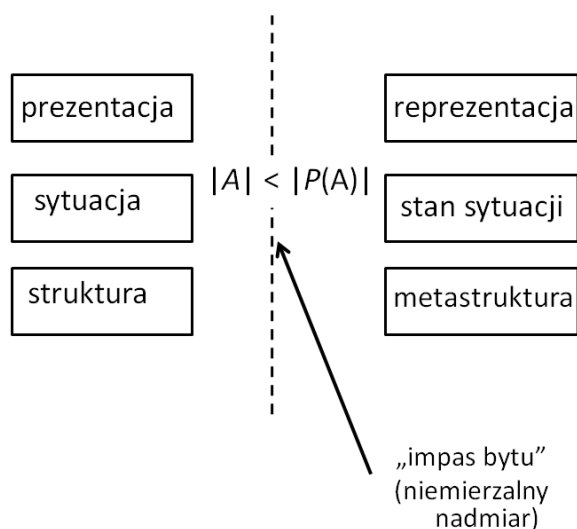 prezentacja
reprezentacja
|A| < |P(A)|
sytuacja
stan sytuacji
struktura
metastruktura
„impas bytu”
(niemierzalny
nadmiar)